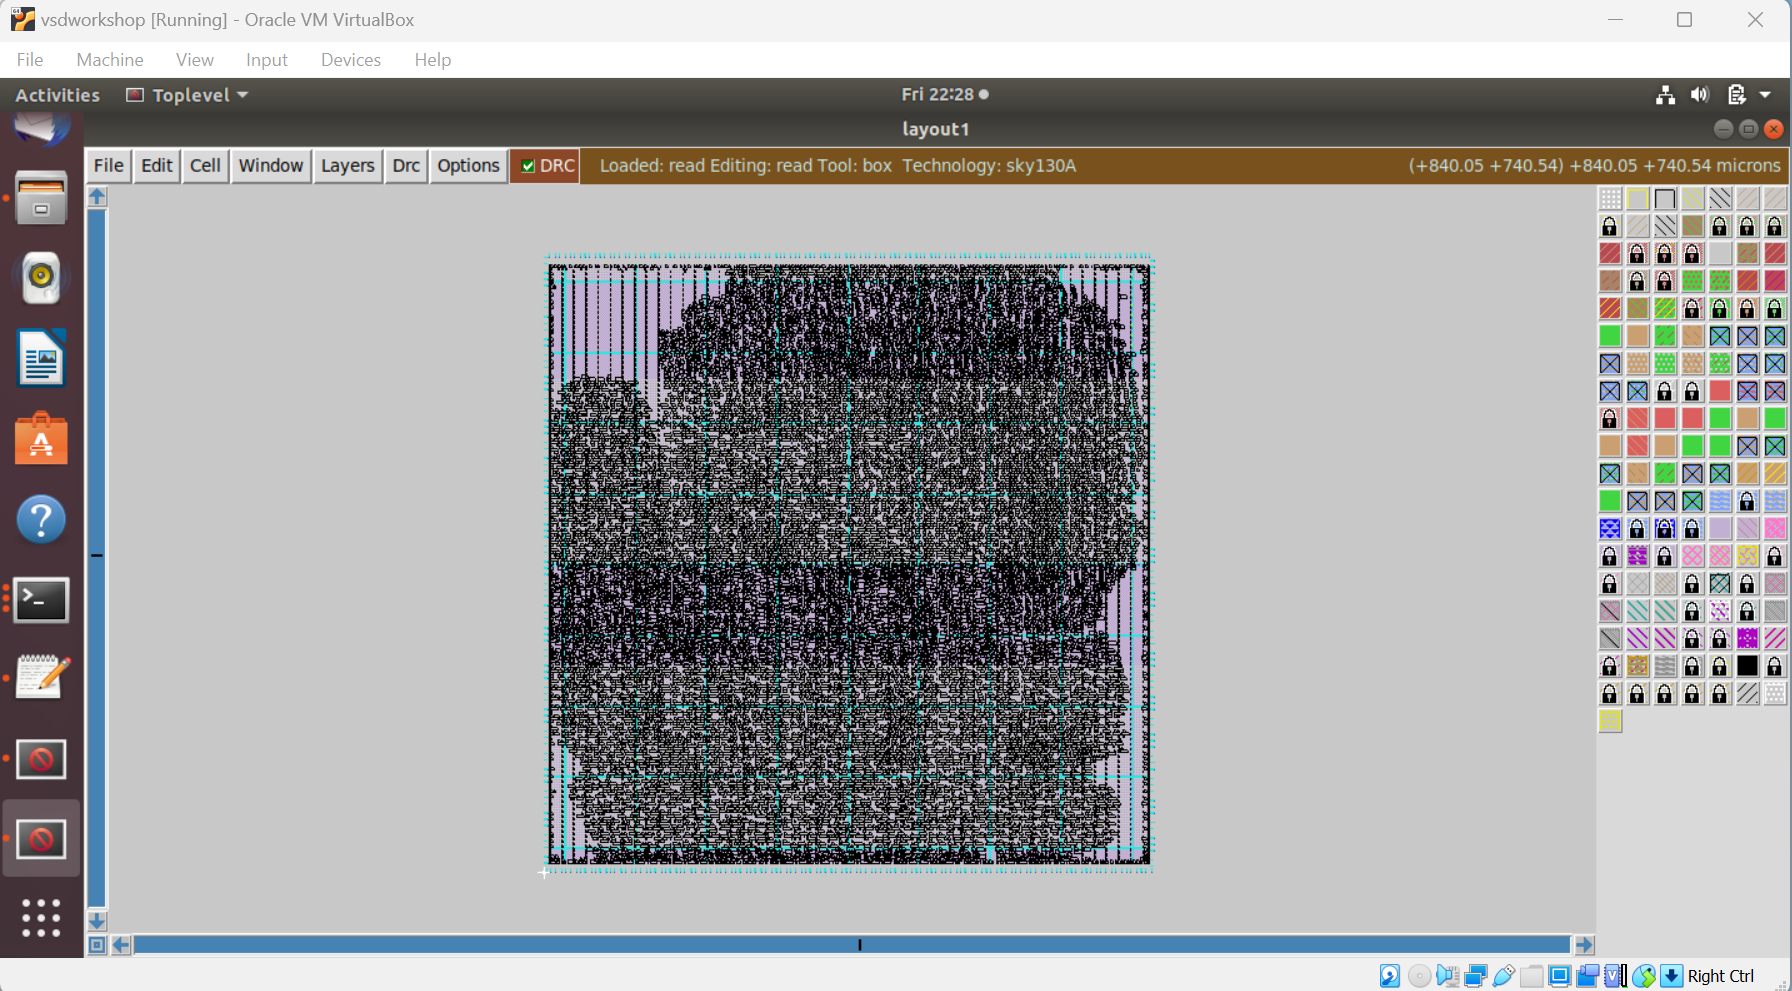 vsdworkshop [Running] - Oracle VM VirtualBox
File Machine View Input Devices Help
Activities Toplevel Fri 22:28
layout1
File Edit Cell Window Layers Drc Options DRC Loaded: read Editing: read Tool: box Technology: sky130A (+840.05 +740.54) +840.05 +740.54 microns
Right Ctrl